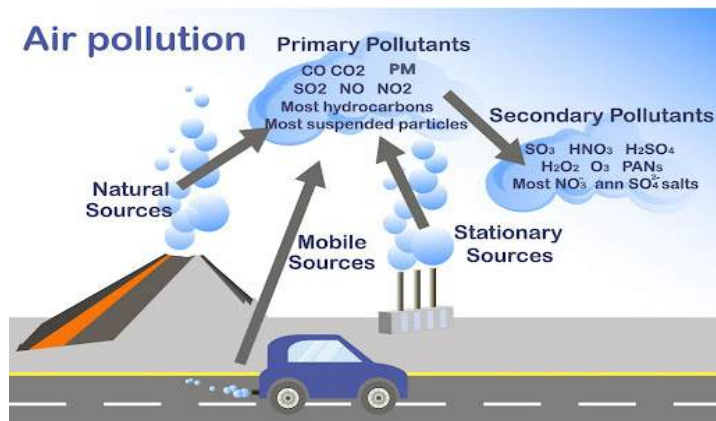 Air pollution
Primary Pollutants
CO CO2 PM
SO2 NO NO2
Most hydrocarbons
Most suspended particles
Secondary Pollutants
SO₃ HNO₃ H₂SO₄
H₂O₂ O₃ PANs
Most NO₃⁻ ann SO₄²⁻ salts
Natural
Sources
Mobile
Sources
Stationary
Sources